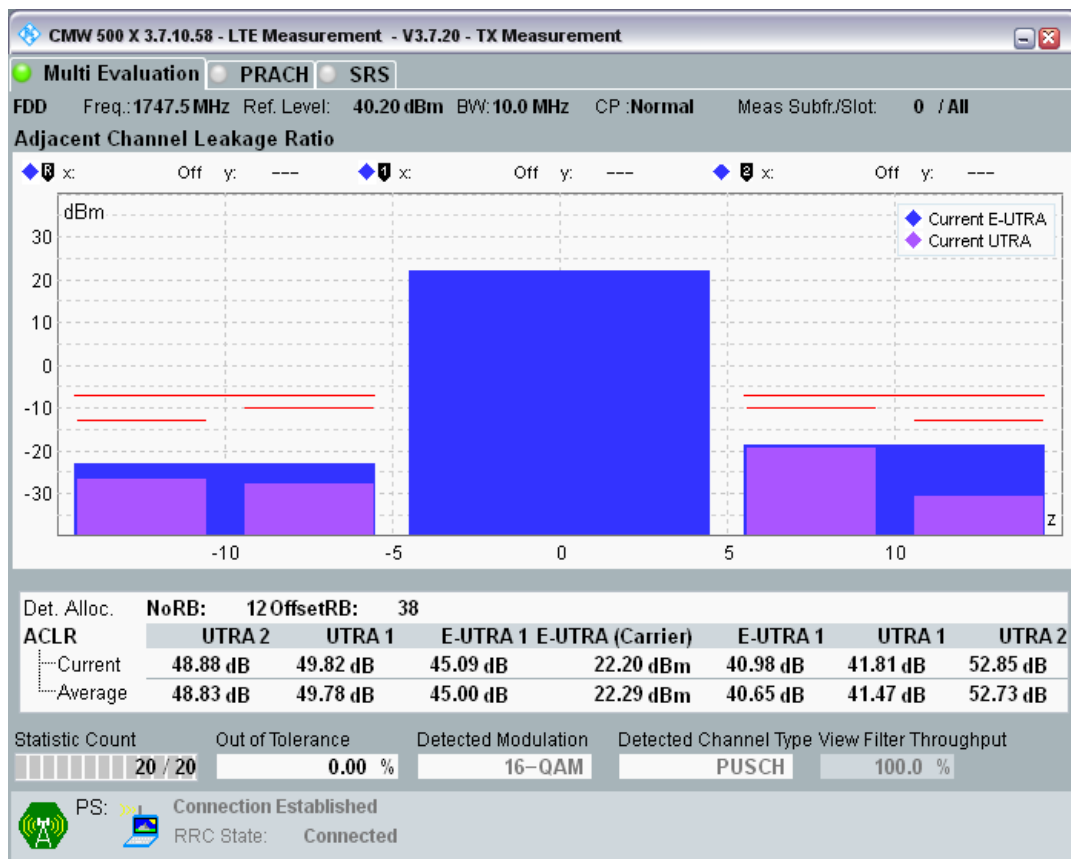 CMW 500 X 3.7.10.58 - LTE Measurement - V3.7.20 - TX Measurement
Multi Evaluation PRACH SRS
FDD Freq.:1747.5 MHz Ref. Level: 40.20 dBm BW:10.0 MHz CP :Normal Meas Subfr./Slot: 0 / All
Adjacent Channel Leakage Ratio
R x: Off y: --- 1 x: Off y: --- 2 x: Off y: ---
dBm
Current E-UTRA
Current UTRA
30
20
10
0
-10
-20
-30
z
-10 -5 0 5 10
Det. Alloc. NoRB: 12 OffsetRB: 38
ACLR UTRA 2 UTRA 1 E-UTRA 1 E-UTRA (Carrier) E-UTRA 1 UTRA 1 UTRA 2
Current 48.88 dB 49.82 dB 45.09 dB 22.20 dBm 40.98 dB 41.81 dB 52.85 dB
Average 48.83 dB 49.78 dB 45.00 dB 22.29 dBm 40.65 dB 41.47 dB 52.73 dB
Statistic Count Out of Tolerance Detected Modulation Detected Channel Type View Filter Throughput
20 / 20 0.00 % 16-QAM PUSCH 100.0 %
PS: Connection Established
RRC State: Connected